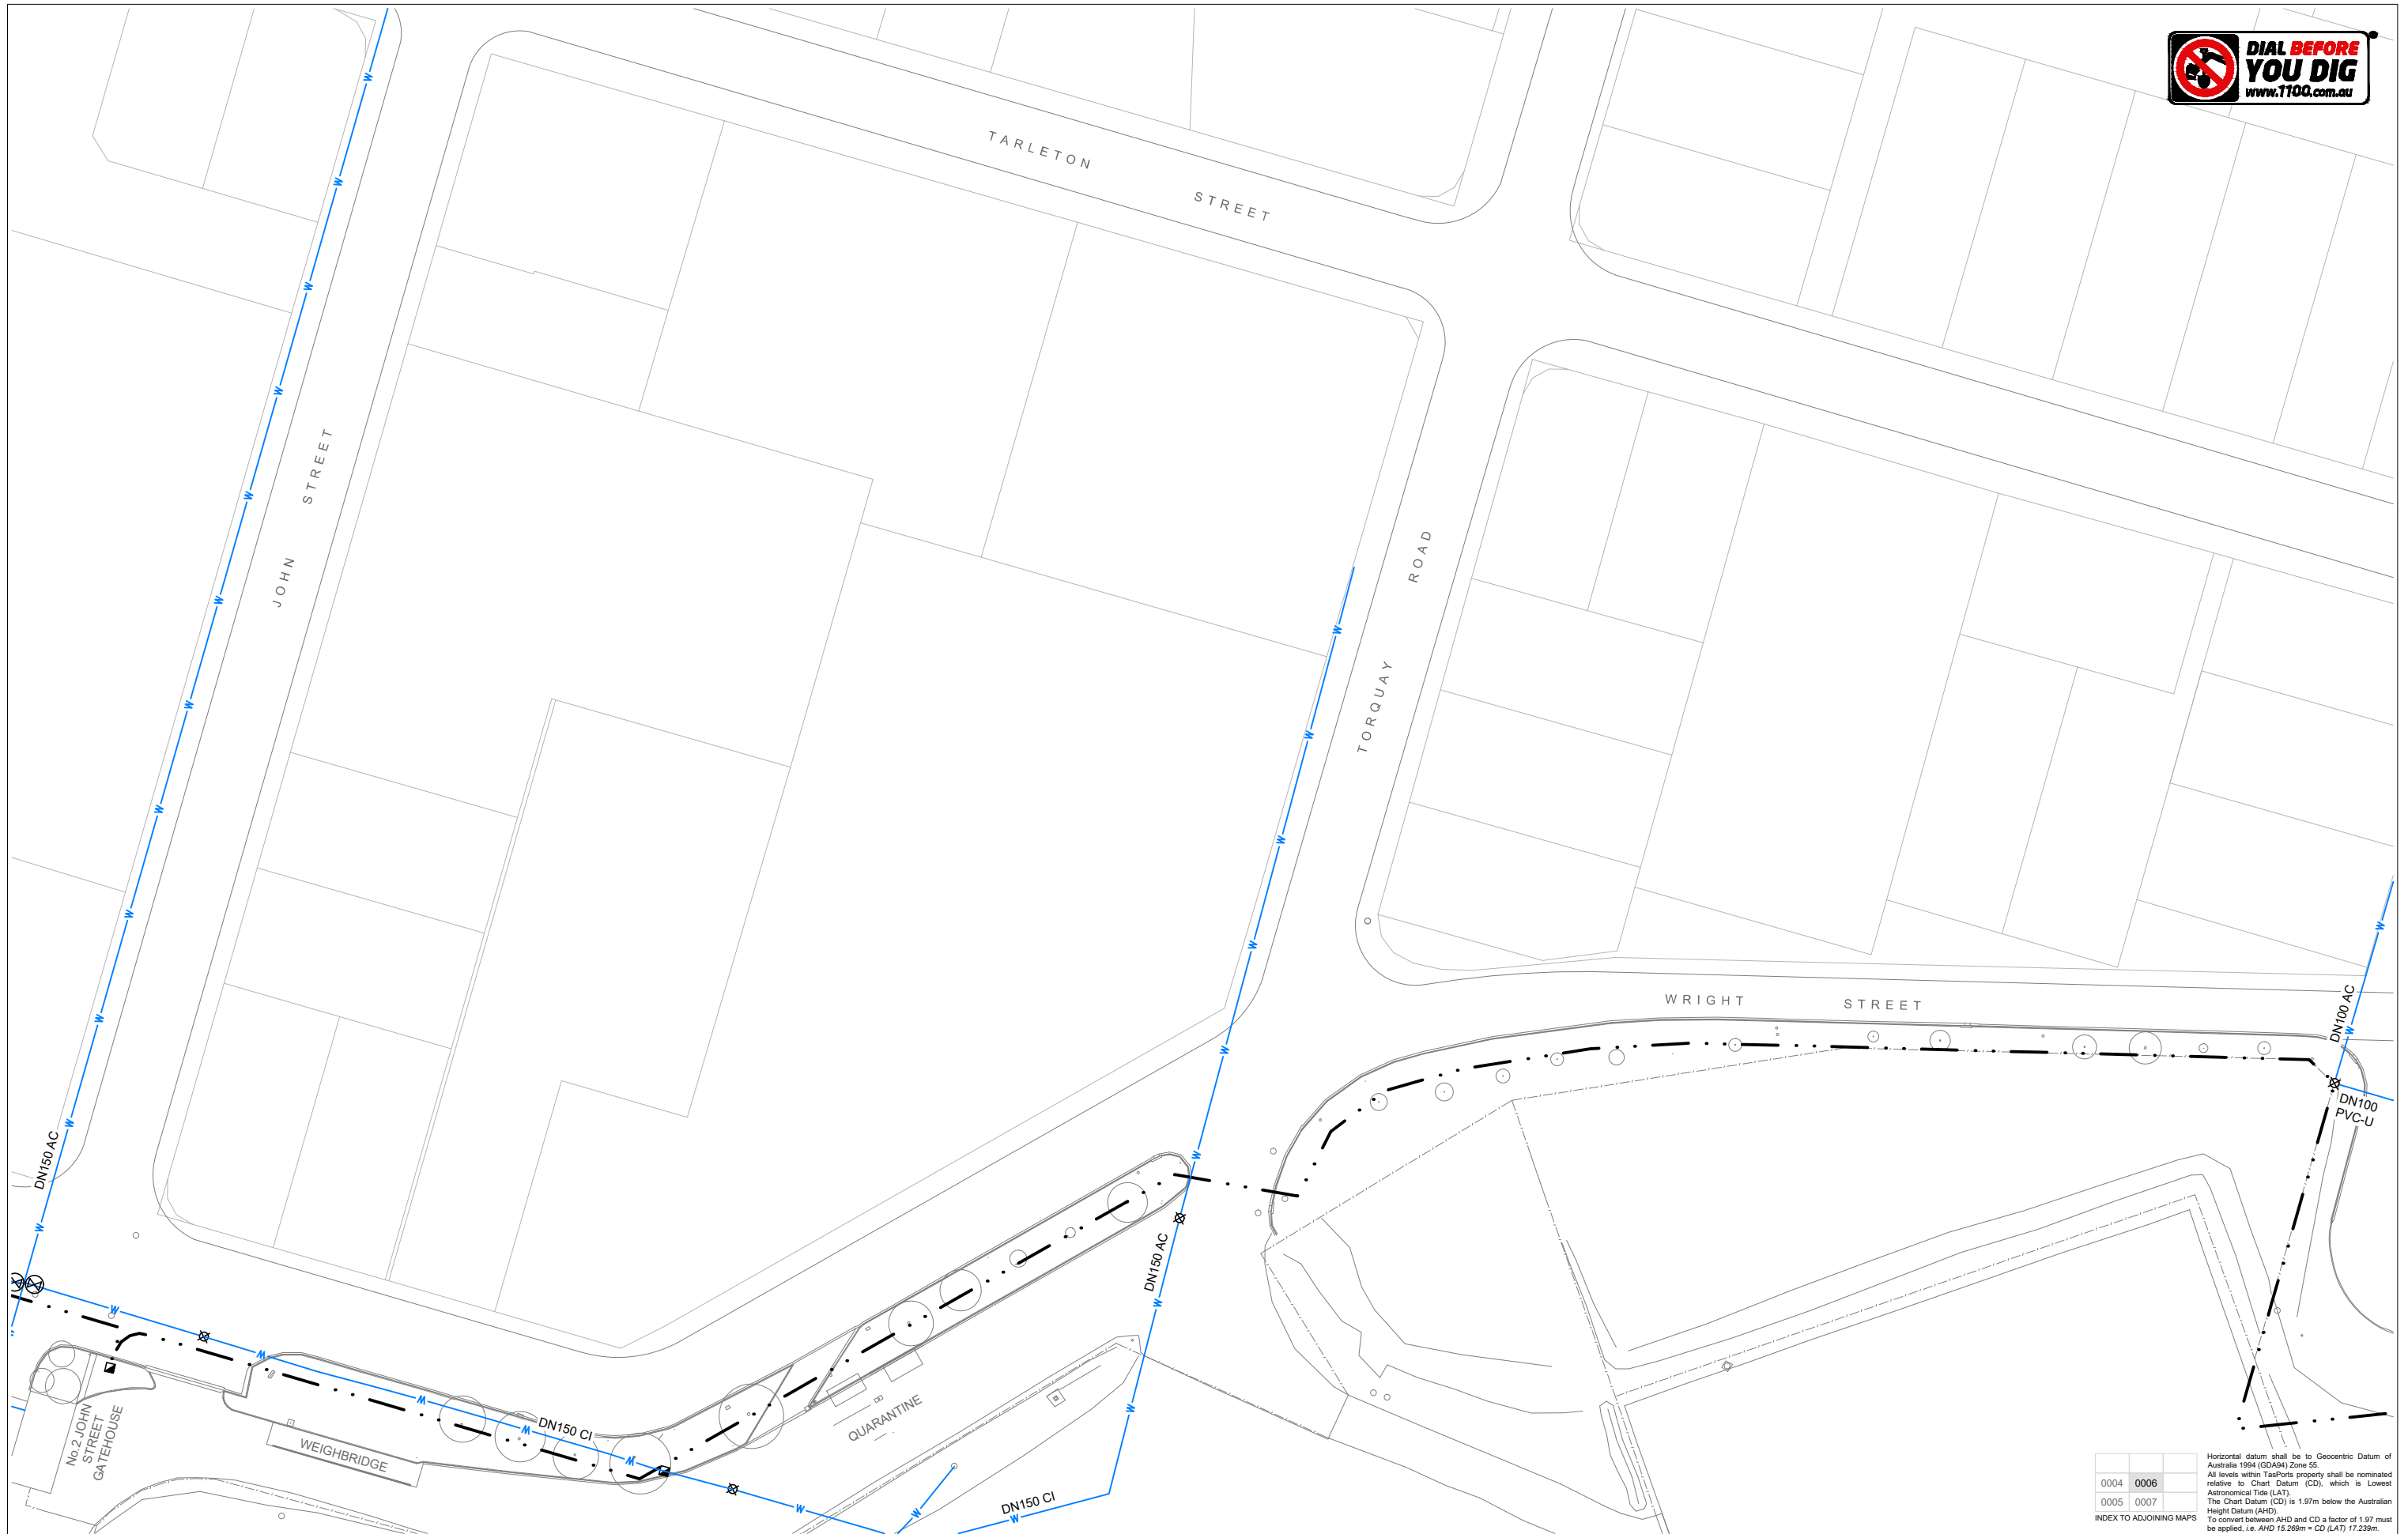 DIAL BEFORE
YOU DIG
www.1100.com.au
TARLETON STREET
JOHN STREET
TORQUAY ROAD
WRIGHT STREET
DN100 AC
DN100
PVC-U
DN150 AC
DN150 AC
DN150 CI
DN150 CI
No.2 JOHN
STREET
GATEHOUSE
WEIGHBRIDGE
QUARANTINE
W W W W W W W W W W W W
W W W W W W W W
W W W W W W W W W W
0004 0006
0005 0007
INDEX TO ADJOINING MAPS
Horizontal datum shall be to Geocentric Datum of
Australia 1994 (GDA94) Zone 55.
All levels within TasPorts property shall be nominated
relative to Chart Datum (CD), which is Lowest
Astronomical Tide (LAT).
The Chart Datum (CD) is 1.97m below the Australian
Height Datum (AHD).
To convert between AHD and CD a factor of 1.97 must
be applied, i.e. AHD 15.269m = CD (LAT) 17.239m.